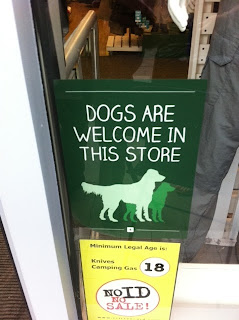 DOGS ARE
WELCOME IN
THIS STORE
Minimum Legal Age is:
Knives
Camping Gas 18
NO ID
NO
SALE!